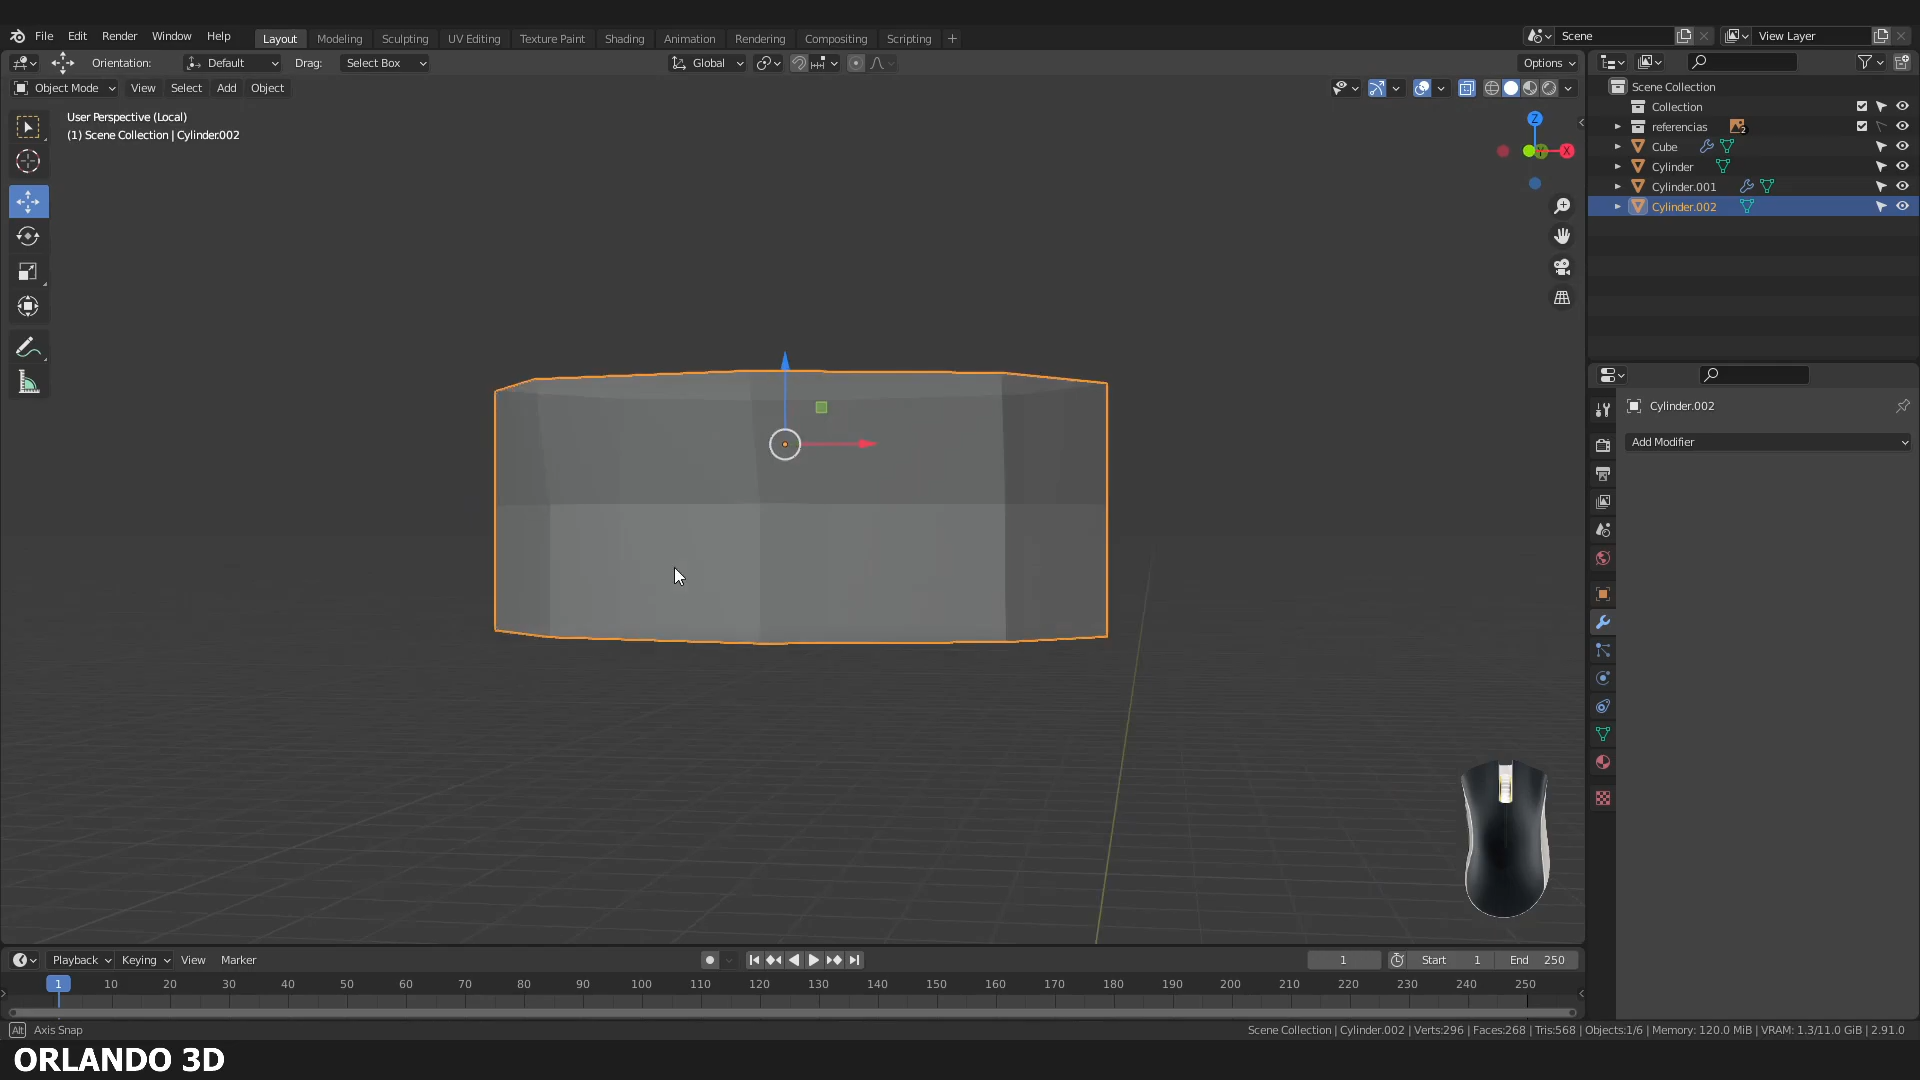 File Edit Render Window Help Layout Modeling Sculpting UV Editing Texture Paint Shading Animation Rendering Compositing Scripting + Scene View Layer
Orientation: Default Drag: Select Box Global Options
Object Mode View Select Add Object
User Perspective (Local)
(1) Scene Collection | Cylinder.002
Z
X
Y
Scene Collection
Collection
referencias 2
Cube
Cylinder
Cylinder.001
Cylinder.002
Cylinder.002
Add Modifier
Playback Keying View Marker 1 Start 1 End 250
1 10 20 30 40 50 60 70 80 90 100 110 120 130 140 150 160 170 180 190 200 210 220 230 240 250
Alt Axis Snap Scene Collection | Cylinder.002 | Verts:296 | Faces:268 | Tris:568 | Objects:1/6 | Memory: 120.0 MiB | VRAM: 1.3/11.0 GiB | 2.91.0
ORLANDO 3D